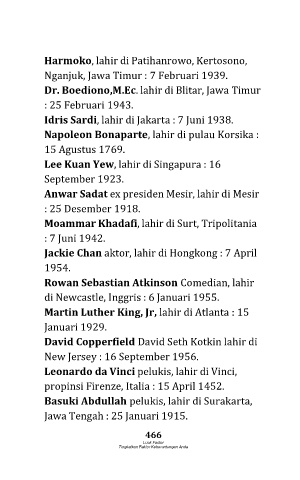 Harmoko, lahir di Patihanrowo, Kertosono,
Nganjuk, Jawa Timur : 7 Februari 1939.
Dr. Boediono,M.Ec. lahir di Blitar, Jawa Timur
: 25 Februari 1943.
Idris Sardi, lahir di Jakarta : 7 Juni 1938.
Napoleon Bonaparte, lahir di pulau Korsika :
15 Agustus 1769.
Lee Kuan Yew, lahir di Singapura : 16
September 1923.
Anwar Sadat ex presiden Mesir, lahir di Mesir
: 25 Desember 1918.
Moammar Khadafi, lahir di Surt, Tripolitania
: 7 Juni 1942.
Jackie Chan aktor, lahir di Hongkong : 7 April
1954.
Rowan Sebastian Atkinson Comedian, lahir
di Newcastle, Inggris : 6 Januari 1955.
Martin Luther King, Jr, lahir di Atlanta : 15
Januari 1929.
David Copperfield David Seth Kotkin lahir di
New Jersey : 16 September 1956.
Leonardo da Vinci pelukis, lahir di Vinci,
propinsi Firenze, Italia : 15 April 1452.
Basuki Abdullah pelukis, lahir di Surakarta,
Jawa Tengah : 25 Januari 1915.
466